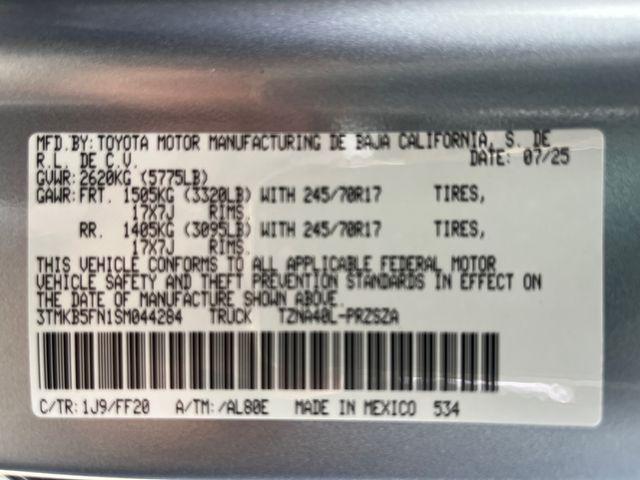 MFD.BY:TOYOTA MOTOR MANUFACTURING DE BAJA CALIFORNIA, S. DE
R.L. DE C.V. DATE: 07/25
GVWR:2620KG (5775LB)
GAWR:FRT. 1505KG (3320LB) WITH 245/70R17 TIRES,
17X7J RIMS.
RR. 1405KG (3095LB) WITH 245/70R17 TIRES,
17X7J RIMS.
THIS VEHICLE CONFORMS TO ALL APPLICABLE FEDERAL MOTOR
VEHICLE SAFETY AND THEFT PREVENTION STANDARDS IN EFFECT ON
THE DATE OF MANUFACTURE SHOWN ABOVE.
3TMKB5FN1SM044284 TRUCK TZNA40L-PRZSZA
C/TR:1J9/FF20 A/TM:/AL80E MADE IN MEXICO 534